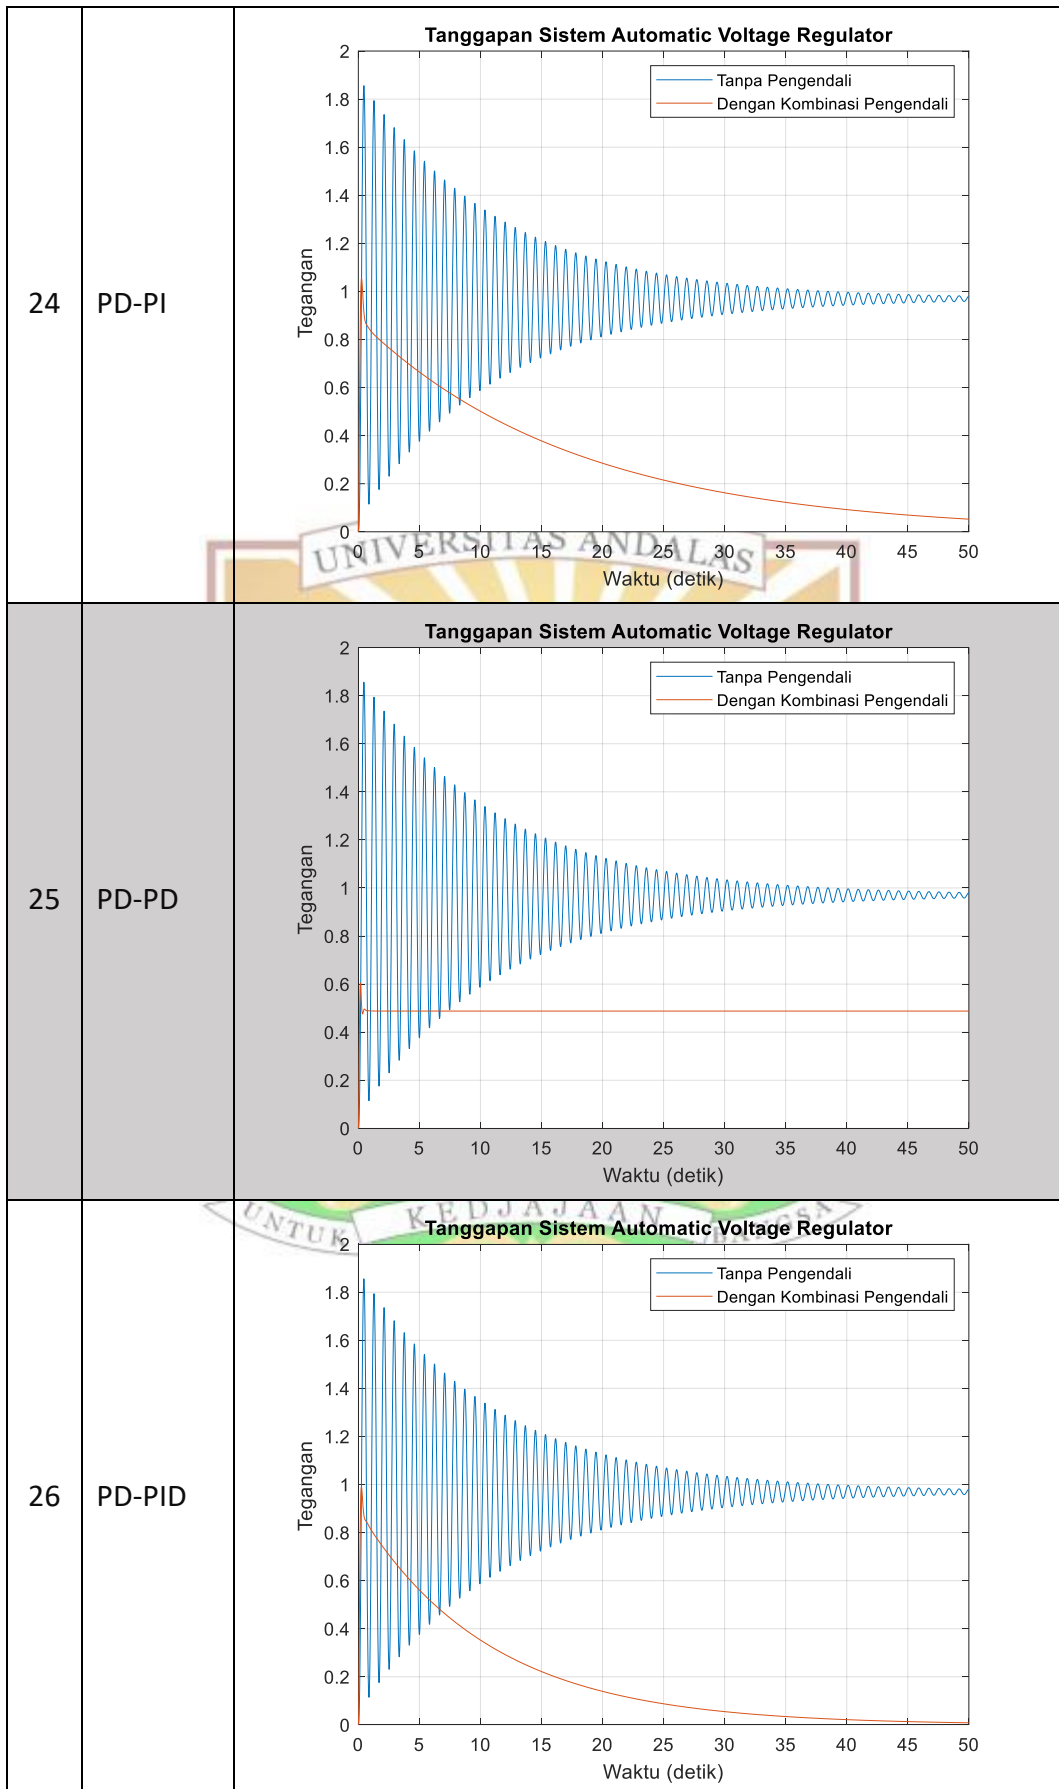 24
PD-PI
Tanggapan Sistem Automatic Voltage Regulator
Tanpa Pengendali
Dengan Kombinasi Pengendali
Tegangan
2
1.8
1.6
1.4
1.2
1
0.8
0.6
0.4
0.2
0
0 5 10 15 20 25 30 35 40 45 50
Waktu (detik)
UNIVERSITAS ANDALAS
25
PD-PD
Tanggapan Sistem Automatic Voltage Regulator
Tanpa Pengendali
Dengan Kombinasi Pengendali
Tegangan
2
1.8
1.6
1.4
1.2
1
0.8
0.6
0.4
0.2
0
0 5 10 15 20 25 30 35 40 45 50
Waktu (detik)
UNTUK KEDJAJAAN BANGSA
26
PD-PID
Tanggapan Sistem Automatic Voltage Regulator
Tanpa Pengendali
Dengan Kombinasi Pengendali
Tegangan
2
1.8
1.6
1.4
1.2
1
0.8
0.6
0.4
0.2
0
0 5 10 15 20 25 30 35 40 45 50
Waktu (detik)